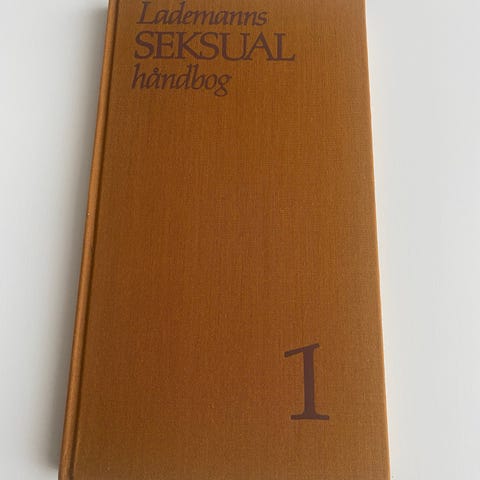 Lademanns
SEKSUAL
håndbog
1